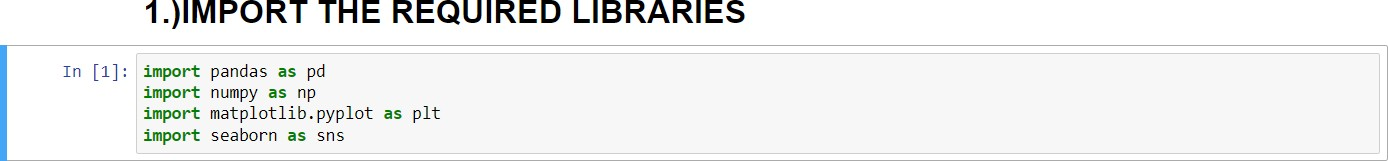 1.)IMPORT THE REQUIRED LIBRARIES
In [1]: import pandas as pd
import numpy as np
import matplotlib.pyplot as plt
import seaborn as sns